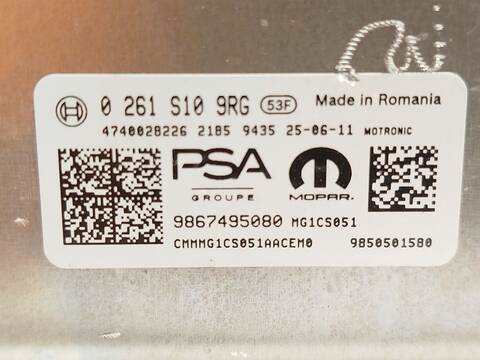 0 261 S10 9RG 53F Made in Romania
4740028226 2185 9435 25-06-11 MOTRONIC
PSA
GROUPE
MOPAR.
9867495080 MG1CS051
CMMMG1CS051AACEM0 9850501580